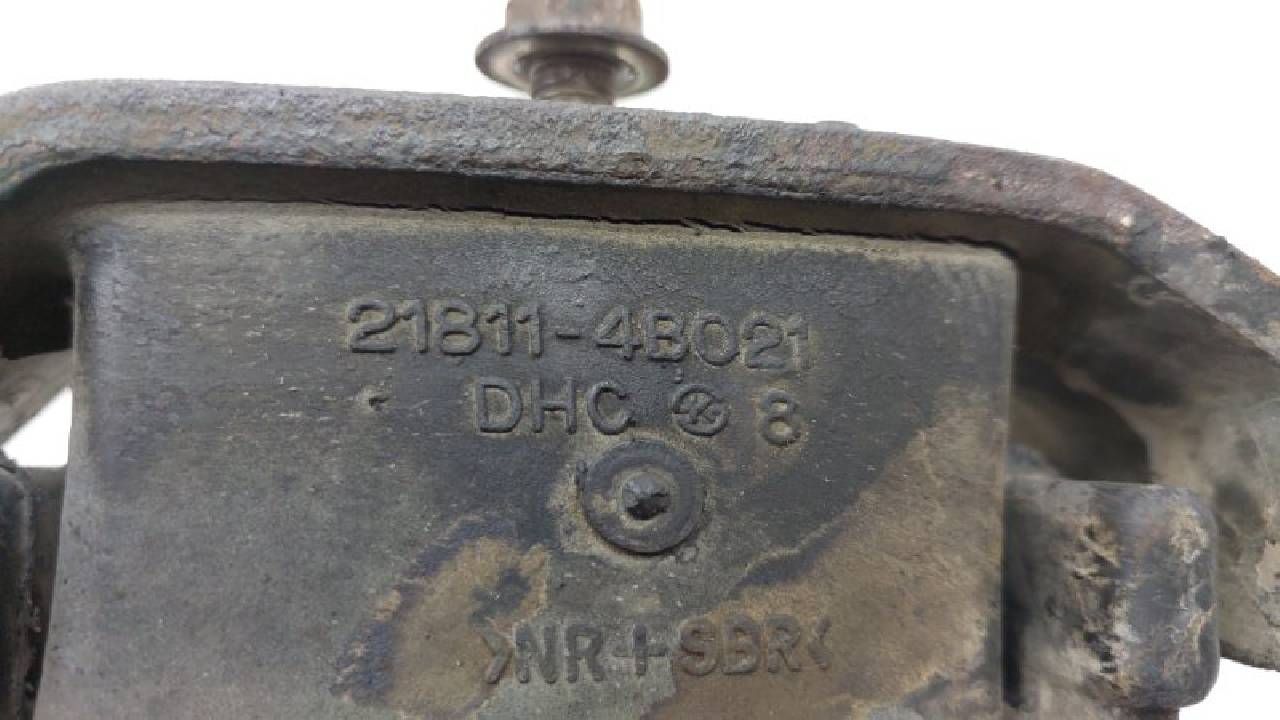 21811-4B021
DHC 8
>NR+SBR<